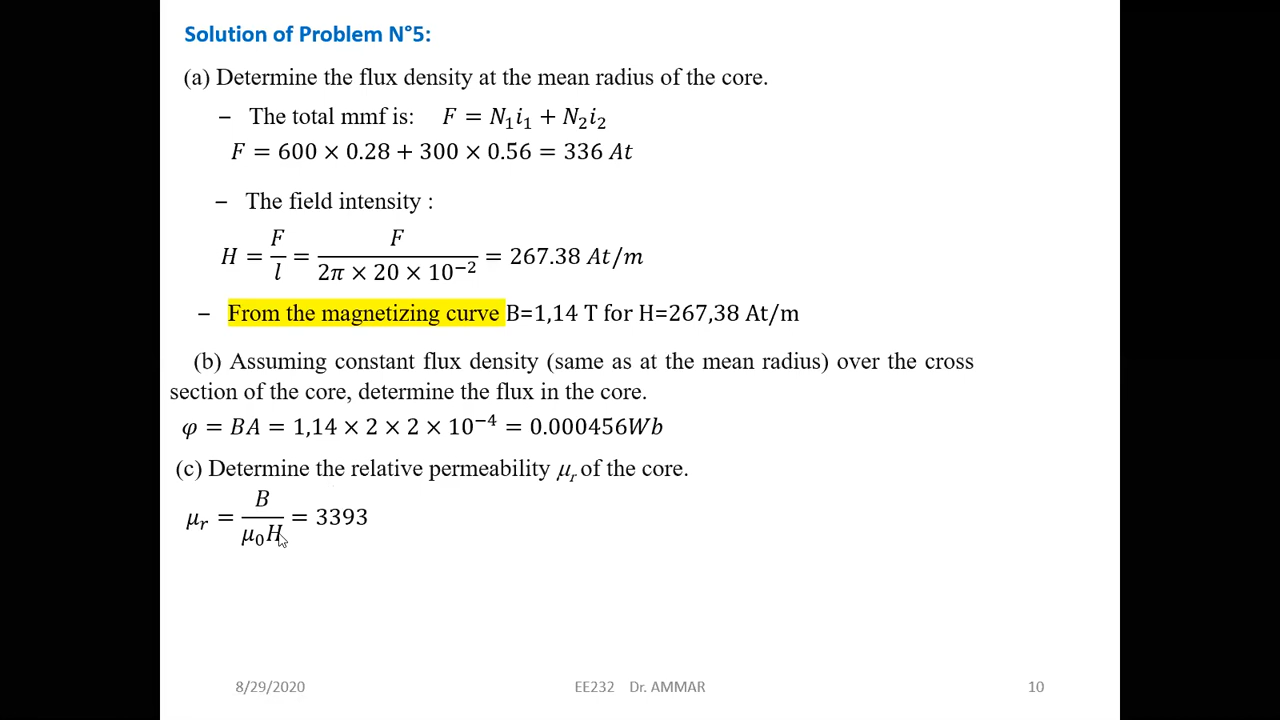 Solution of Problem N°5:
(a) Determine the flux density at the mean radius of the core.
– The total mmf is: F = N₁i₁ + N₂i₂
F = 600 × 0.28 + 300 × 0.56 = 336 At
– The field intensity :
H = F/l = F/(2π × 20 × 10⁻²) = 267.38 At/m
– From the magnetizing curve B=1,14 T for H=267,38 At/m
(b) Assuming constant flux density (same as at the mean radius) over the cross
section of the core, determine the flux in the core.
φ = BA = 1,14 × 2 × 2 × 10⁻⁴ = 0.000456Wb
(c) Determine the relative permeability μᵣ of the core.
μᵣ = B/(μ₀H) = 3393
8/29/2020 EE232 Dr. AMMAR 10